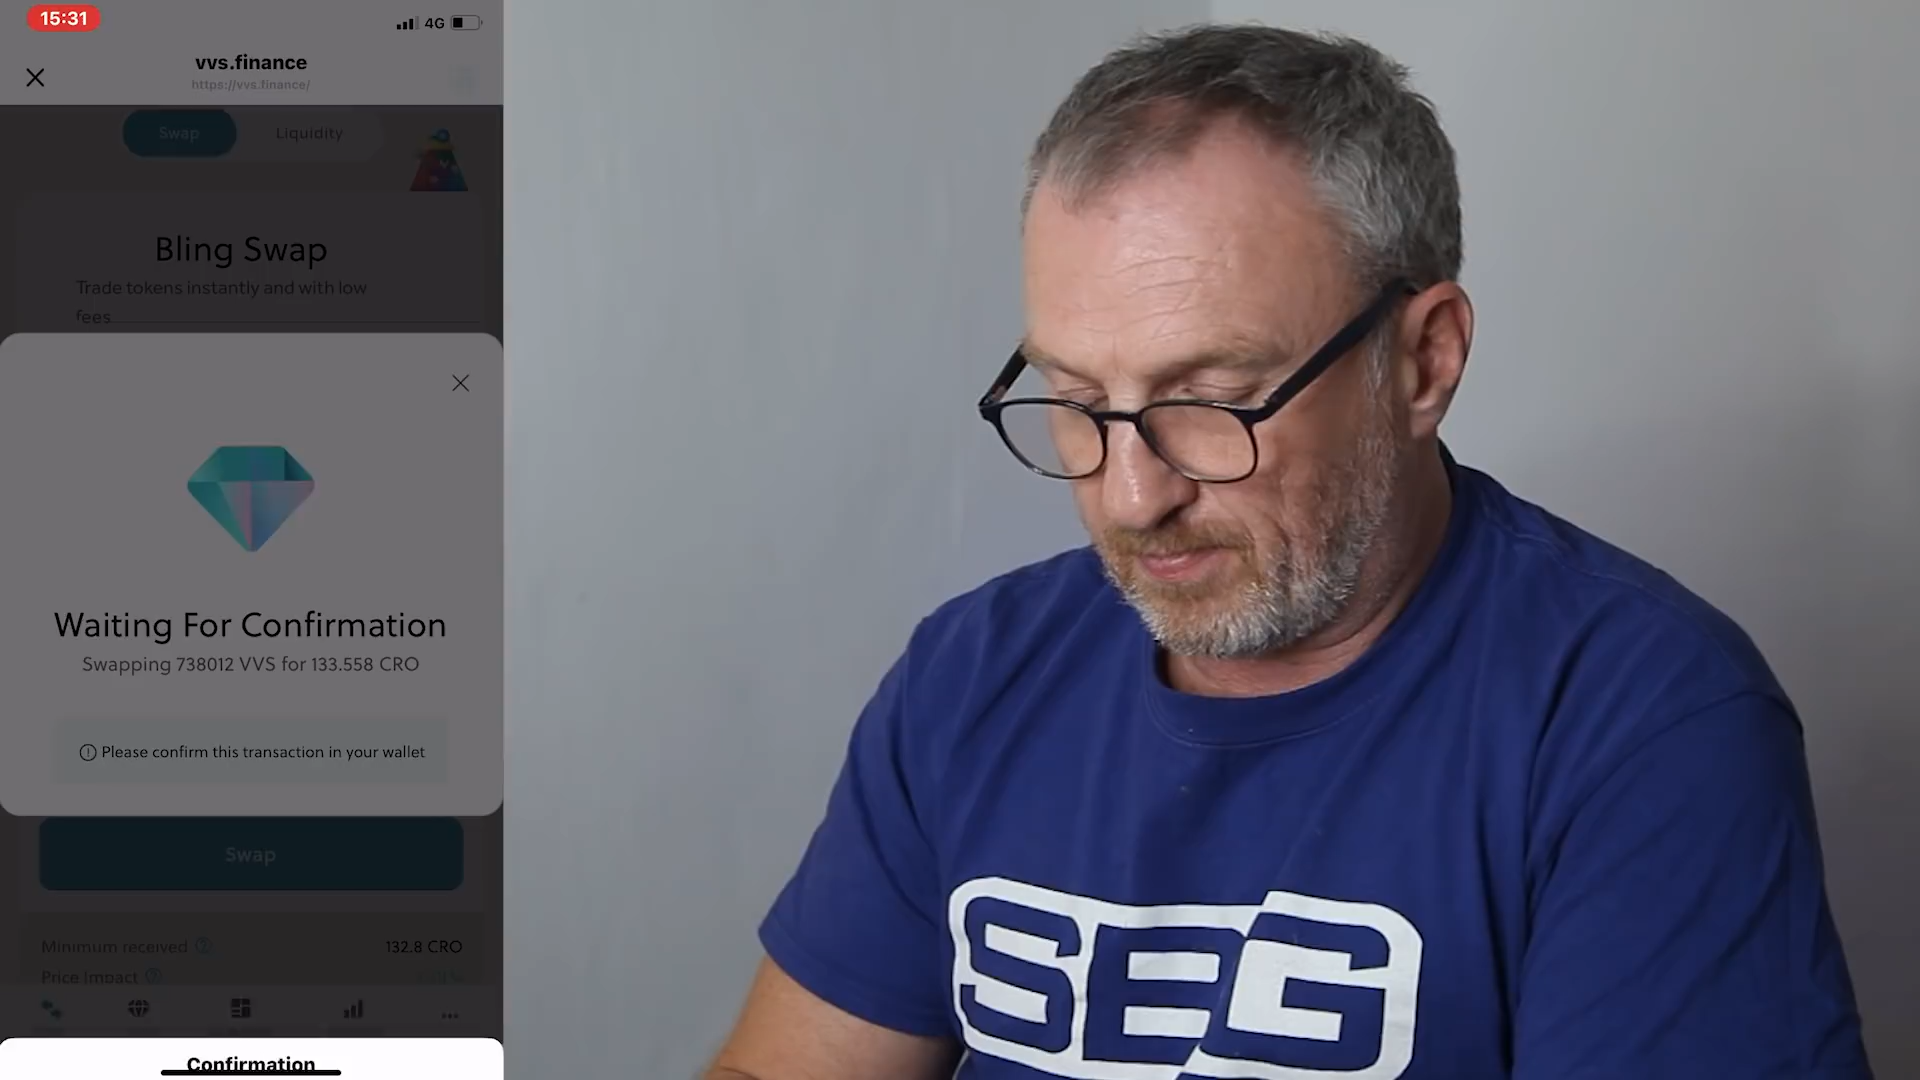 15:31
4G
vvs.finance
https://vvs.finance/
Swap
Liquidity
Bling Swap
Trade tokens instantly and with low
fees
Waiting For Confirmation
Swapping 738012 VVS for 133.558 CRO
Please confirm this transaction in your wallet
Swap
Minimum received
132.8 CRO
Price Impact
Confirmation
SEG